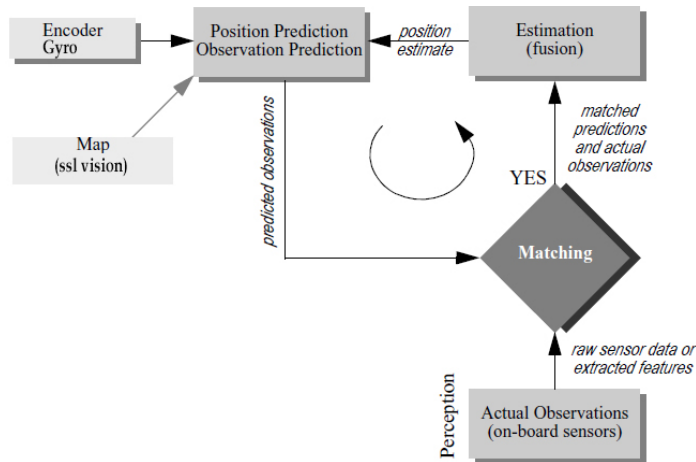 Encoder
Gyro
Position Prediction
Observation Prediction
position
estimate
Estimation
(fusion)
Map
(ssl vision)
predicted observations
matched
predictions
and actual
observations
YES
Matching
raw sensor data or
extracted features
Perception
Actual Observations
(on-board sensors)